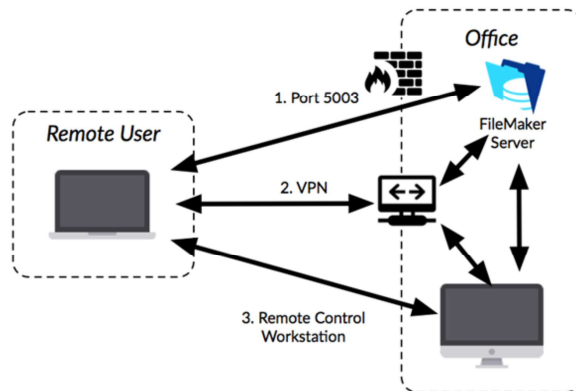 Office
1. Port 5003
FileMaker
Server
Remote User
2. VPN
3. Remote Control
Workstation